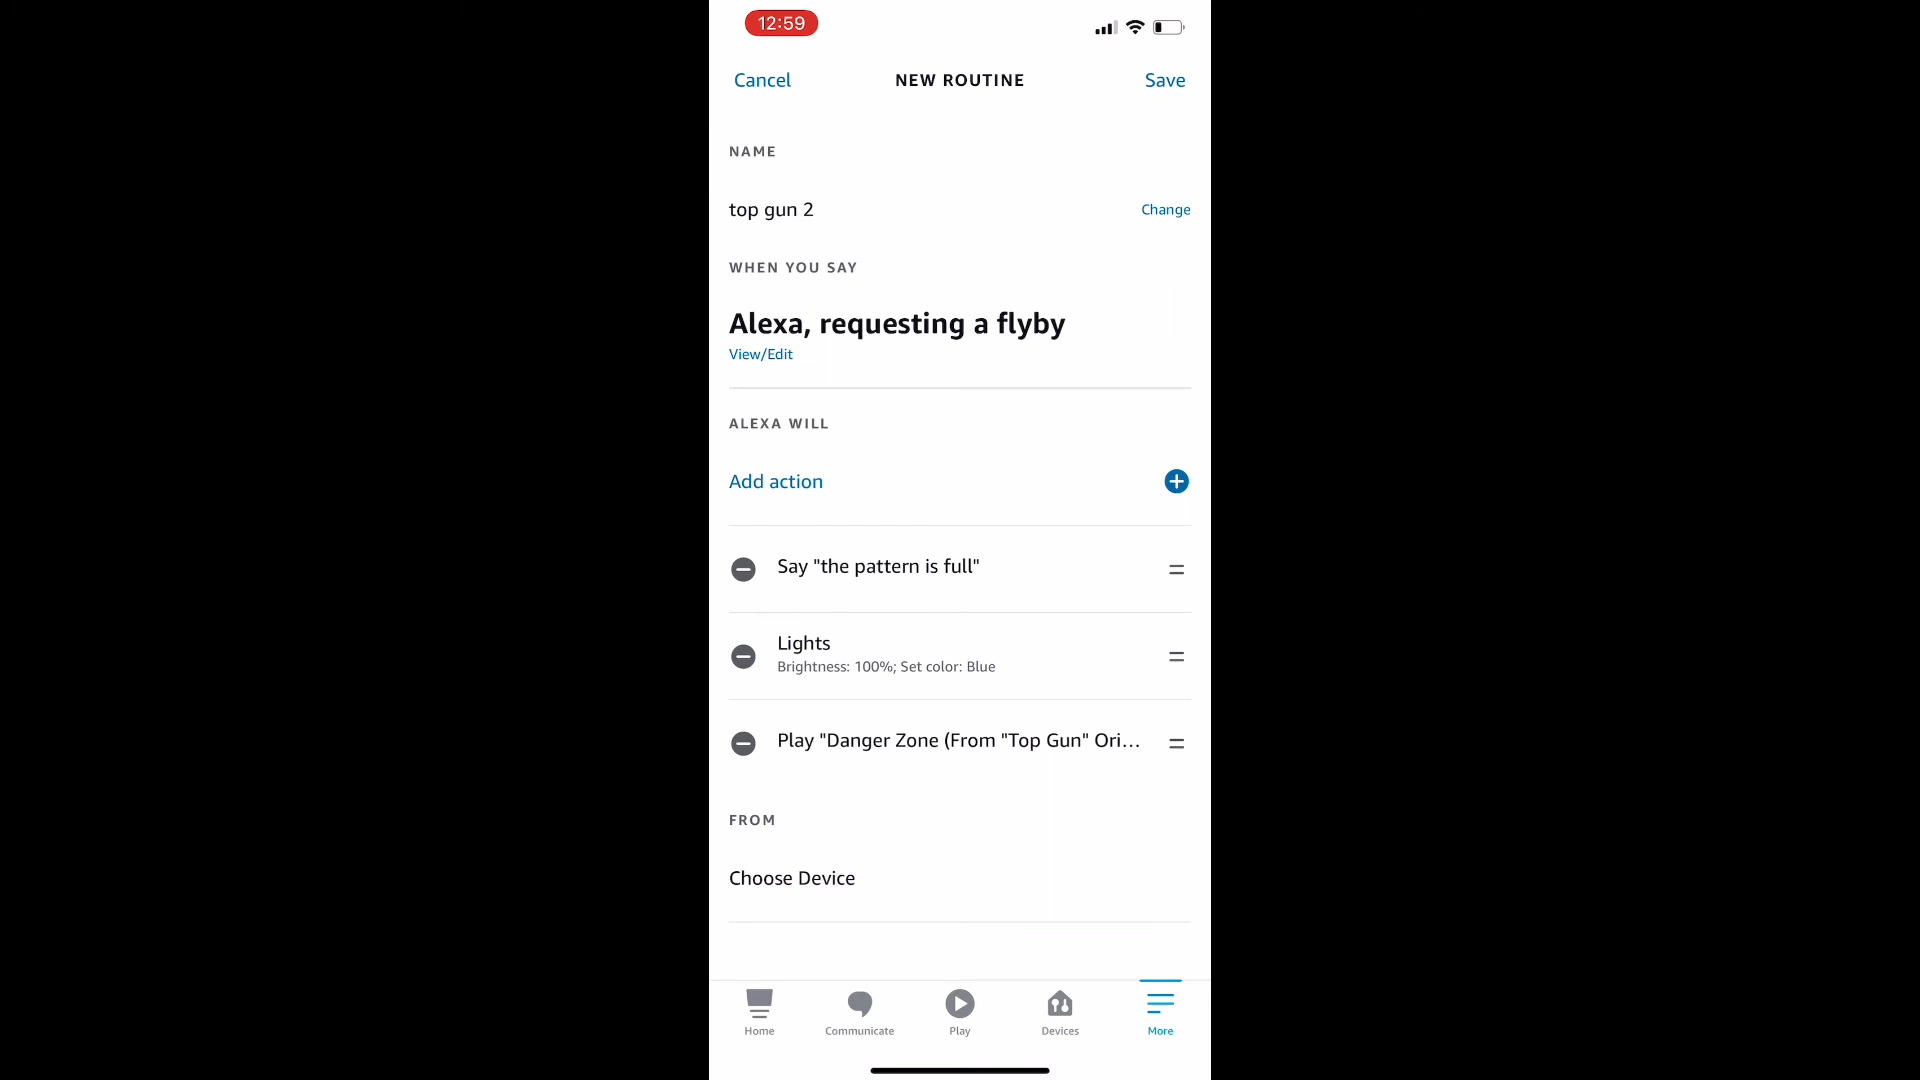 12:59
Cancel NEW ROUTINE Save
NAME
top gun 2 Change
WHEN YOU SAY
Alexa, requesting a flyby
View/Edit
ALEXA WILL
Add action
Say "the pattern is full"
Lights
Brightness: 100%; Set color: Blue
Play "Danger Zone (From "Top Gun" Ori...
FROM
Choose Device
Home Communicate Play Devices More